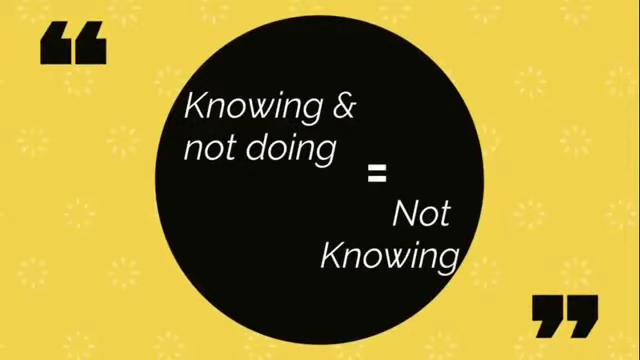 ❝
Knowing &
not doing
=
Not
Knowing
❞